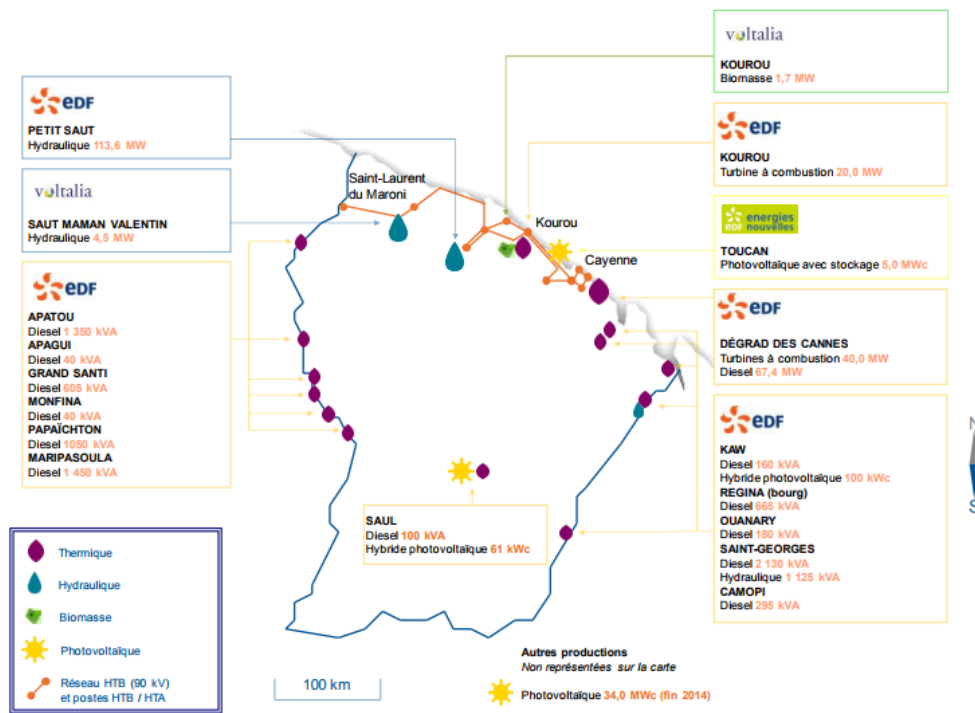 edf
PETIT SAUT
Hydraulique 113,6 MW
voltalia
SAUT MAMAN VALENTIN
Hydraulique 4,5 MW
edf
APATOU
Diesel 1 350 kVA
APAGUI
Diesel 40 kVA
GRAND SANTI
Diesel 605 kVA
MONFINA
Diesel 40 kVA
PAPAÏCHTON
Diesel 1050 kVA
MARIPASOULA
Diesel 1 450 kVA
Thermique
Hydraulique
Biomasse
Photovoltaïque
Réseau HTB (90 kV)
et postes HTB / HTA
Saint-Laurent
du Maroni
Kourou
Cayenne
SAUL
Diesel 100 kVA
Hybride photovoltaïque 61 kWc
100 km
Autres productions
Non représentées sur la carte
Photovoltaïque 34,0 MWc (fin 2014)
voltalia
KOUROU
Biomasse 1,7 MW
edf
KOUROU
Turbine à combustion 20,0 MW
edf energies
nouvelles
TOUCAN
Photovoltaïque avec stockage 5,0 MWc
edf
DÉGRAD DES CANNES
Turbines à combustion 40,0 MW
Diesel 67,4 MW
edf
KAW
Diesel 160 kVA
Hybride photovoltaïque 100 kWc
REGINA (bourg)
Diesel 665 kVA
OUANARY
Diesel 180 kVA
SAINT-GEORGES
Diesel 2 130 kVA
Hydraulique 1 125 kVA
CAMOPI
Diesel 295 kVA
N
S